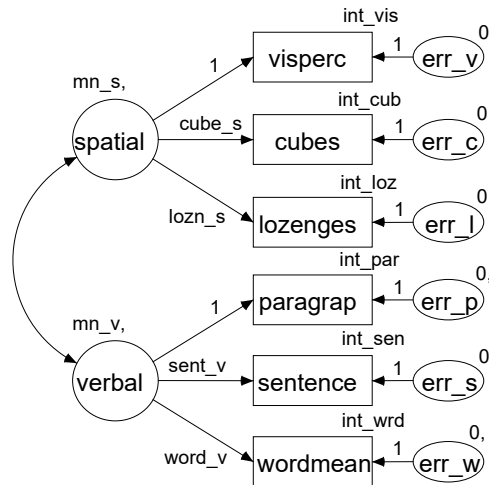 int_vis
0
1
visperc
1
err_v
mn_s,
int_cub
0
spatial
cube_s
cubes
1
err_c
int_loz
0
lozn_s
lozenges
1
err_l
int_par
0,
mn_v,
1
paragrap
1
err_p
int_sen
0
verbal
sent_v
sentence
1
err_s
int_wrd
0,
word_v
wordmean
1
err_w